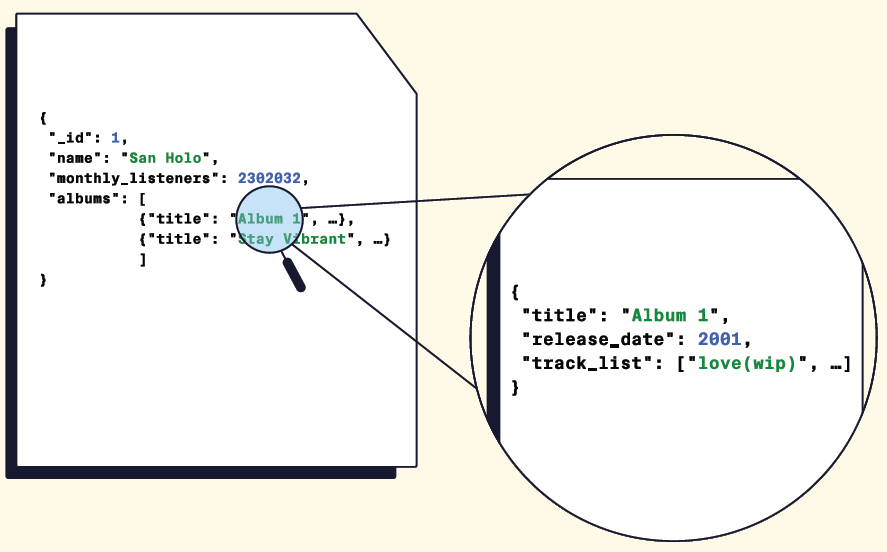 {
"_id": 1,
"name": "San Holo",
"monthly_listeners": 2302032,
"albums": [
{"title": "Album 1", …},
{"title": "Stay Vibrant", …}
]
}
{
"title": "Album 1",
"release_date": 2001,
"track_list": ["love(wip)", …]
}